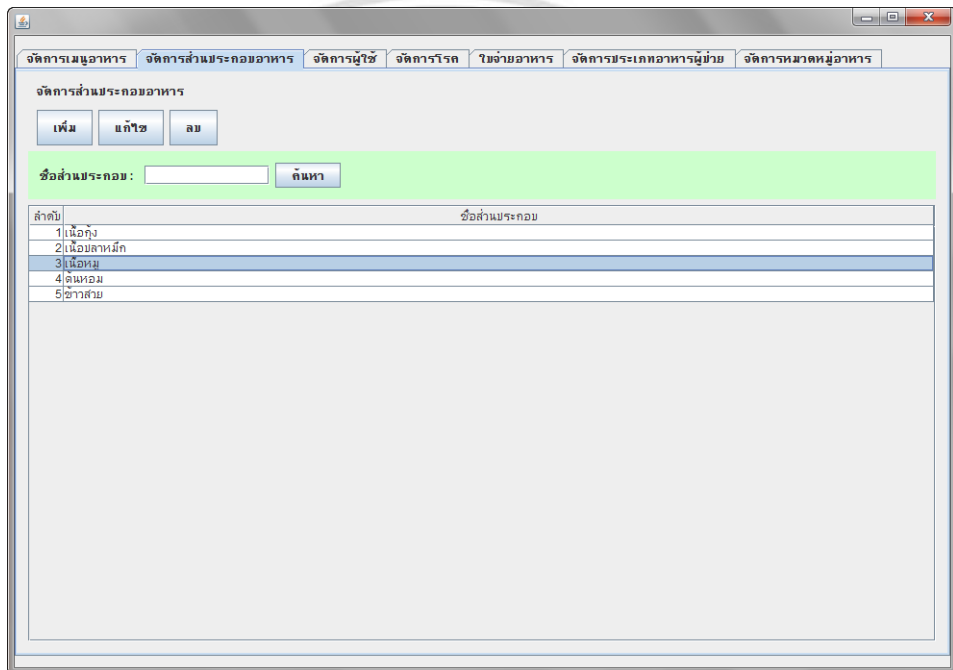 จัดการเมนูอาหาร จัดการส่วนประกอบอาหาร จัดการผู้ใช้ จัดการโรค ใบจ่ายอาหาร จัดการประเภทอาหารผู้ป่วย จัดการหมวดหมู่อาหาร
จัดการส่วนประกอบอาหาร
เพิ่ม แก้ไข ลบ
ชื่อส่วนประกอบ : ค้นหา
ลำดับ ชื่อส่วนประกอบ
1 เนื้อกุ้ง
2 เนื้อปลาหมึก
3 เนื้อหมู
4 ต้นหอม
5 ข้าวสวย